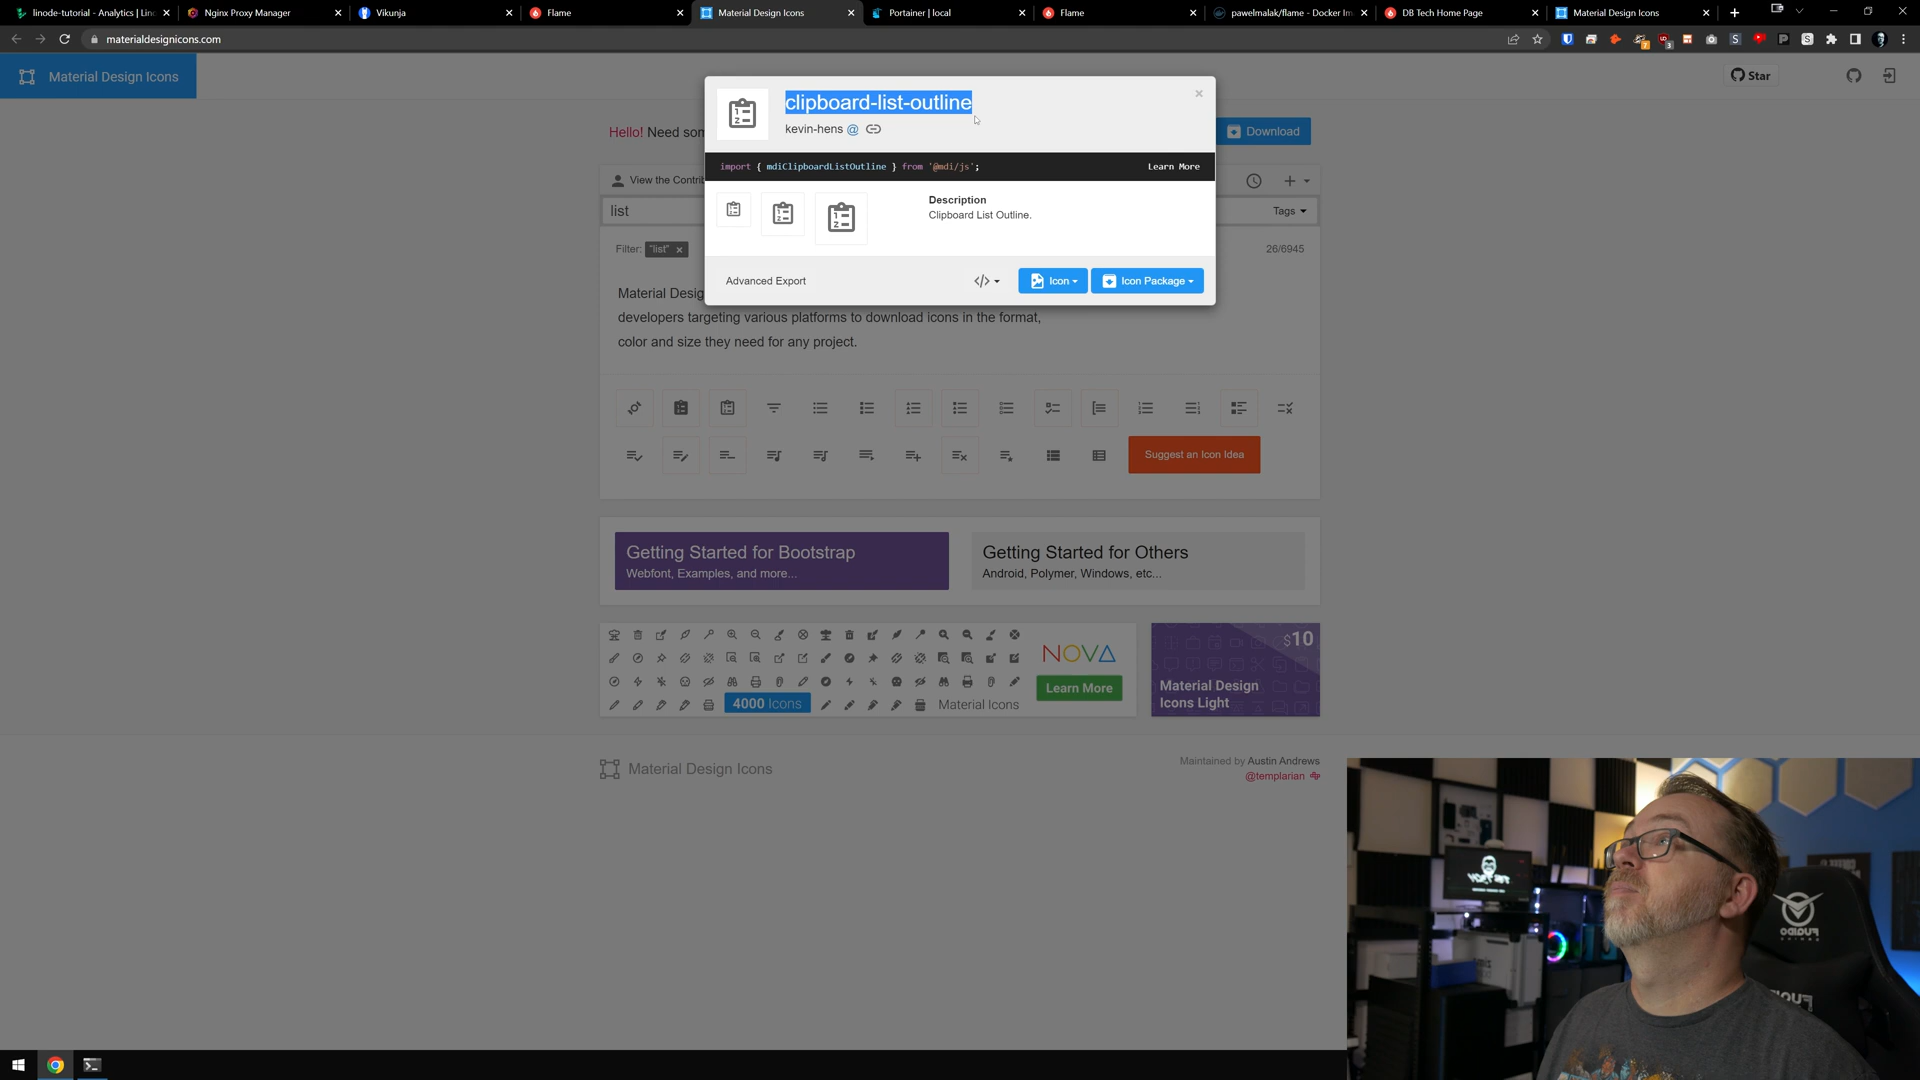 linode-tutorial - Analytics | Lin
Nginx Proxy Manager
Vikunja
Flame
Material Design Icons
Portainer | local
Flame
pawelmalak/flame - Docker Im
DB Tech Home Page
Material Design Icons
materialdesignicons.com
Material Design Icons
Star
clipboard-list-outline
kevin-hens @
Hello! Need som
Download
import { mdiClipboardListOutline } from '@mdi/js';
Learn More
View the Contrib
list
Tags
Description
Clipboard List Outline.
Filter: "list" ×
26/6945
Advanced Export
</>
Icon
Icon Package
Material Desig
developers targeting various platforms to download icons in the format,
color and size they need for any project.
Suggest an Icon Idea
Getting Started for Bootstrap
Webfont, Examples, and more...
Getting Started for Others
Android, Polymer, Windows, etc...
NOVA
Learn More
4000 Icons
Material Icons
$10
Material Design
Icons Light
Material Design Icons
Maintained by Austin Andrews
@templarian